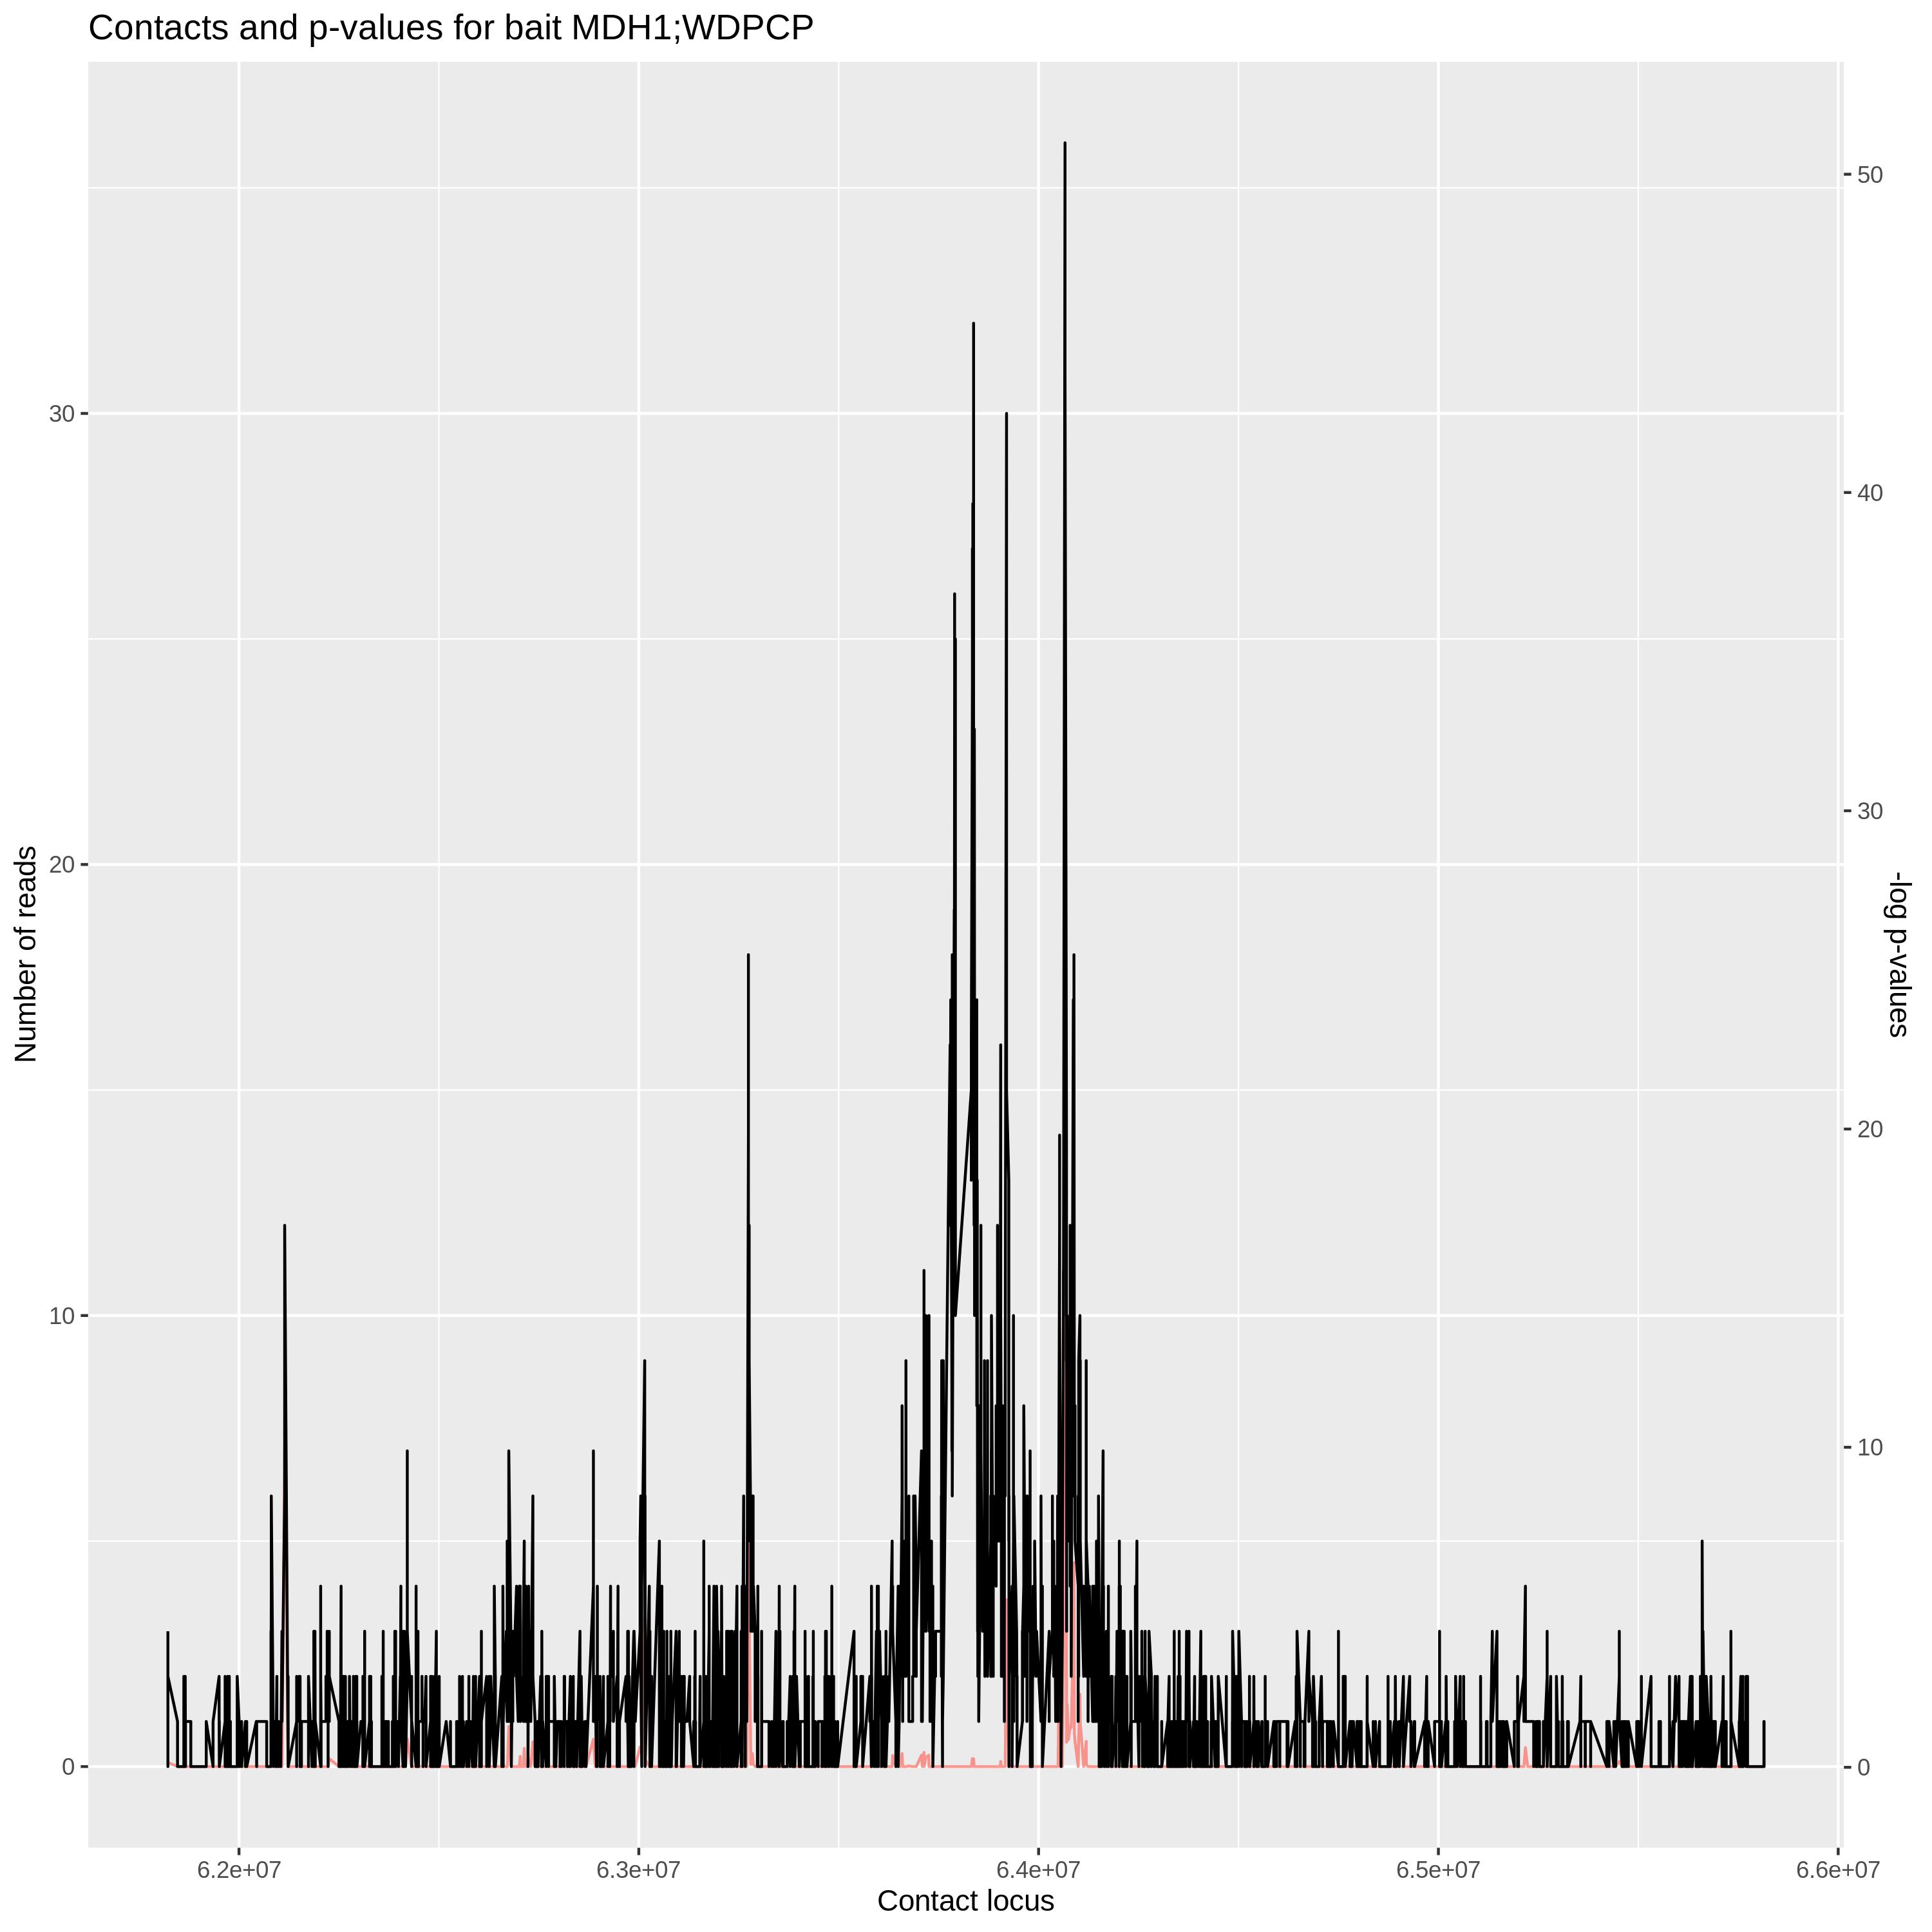 Contacts and p-values for bait MDH1;WDPCP
Number of reads
30
20
10
0
50
40
30
20
10
0
-log p-values
6.2e+07 6.3e+07 6.4e+07 6.5e+07 6.6e+07
Contact locus